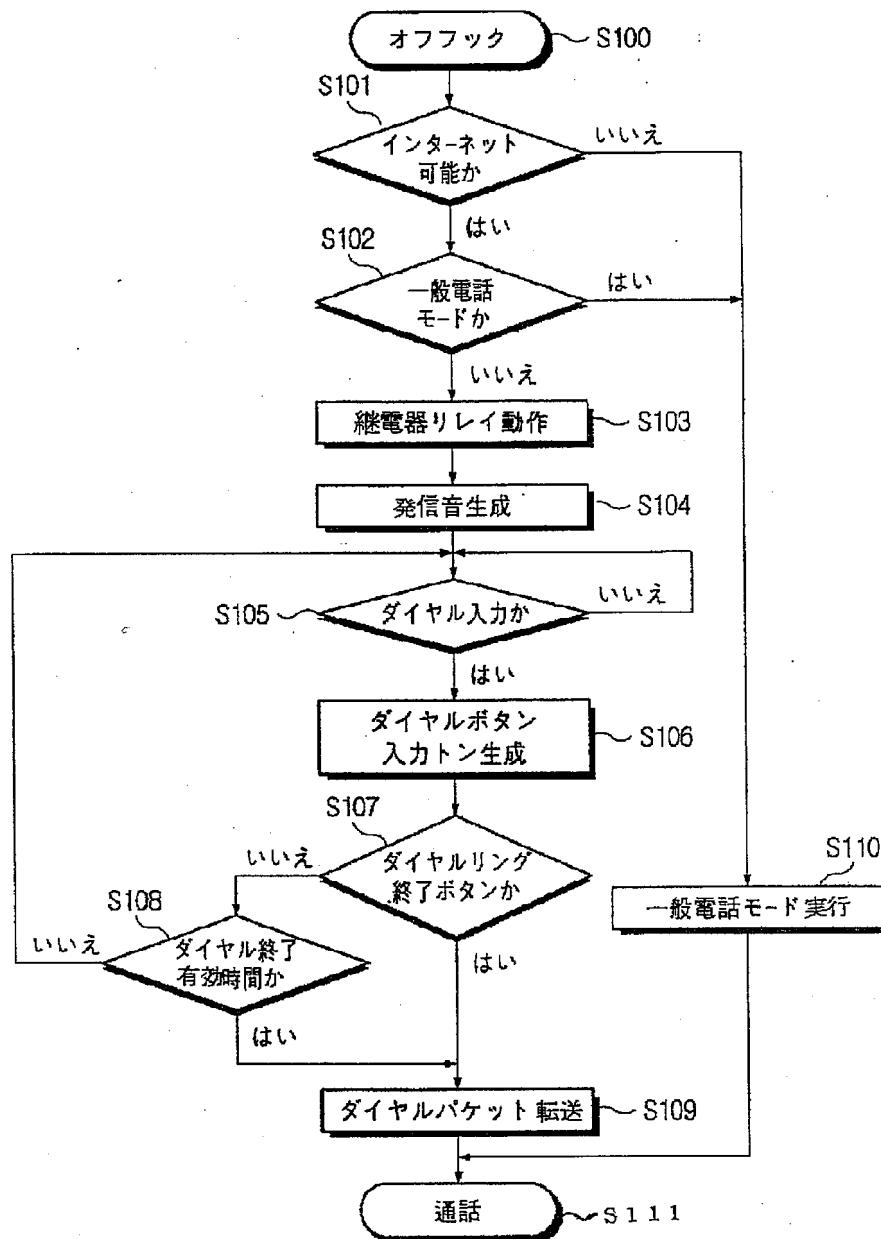 オフフック
S100
S101
インターネット
可能か
いいえ
はい
S102
一般電話
モードか
はい
いいえ
継電器リレイ動作
S103
発信音生成
S104
S105
ダイヤル入力か
いいえ
はい
ダイヤルボタン
入力トン生成
S106
S107
ダイヤルリング
終了ボタンか
いいえ
はい
S108
ダイヤル終了
有効時間か
いいえ
はい
S110
一般電話モード実行
ダイヤルパケット転送
S109
通話
S111